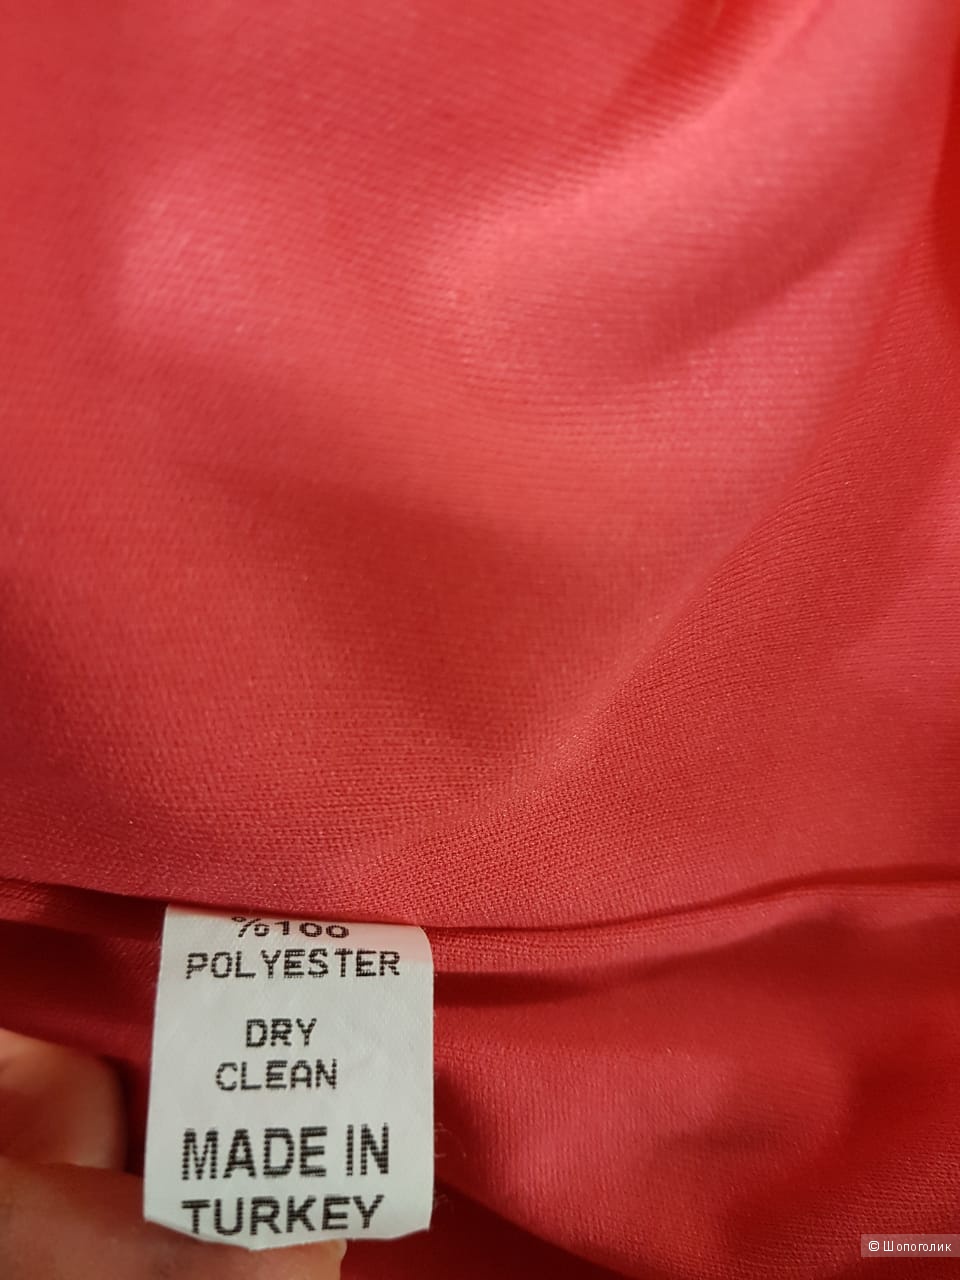 %100
POLYESTER
DRY
CLEAN
MADE IN
TURKEY
© Шопоголик